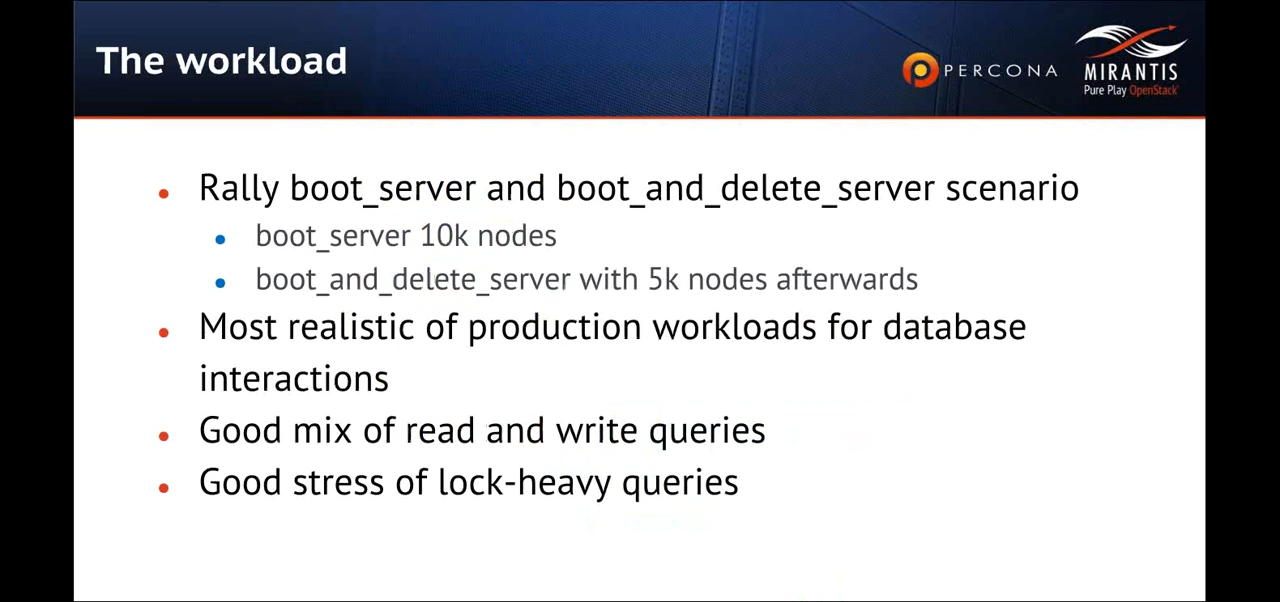 The workload
PERCONA
MIRANTIS
Pure Play OpenStack
Rally boot_server and boot_and_delete_server scenario
boot_server 10k nodes
boot_and_delete_server with 5k nodes afterwards
Most realistic of production workloads for database
interactions
Good mix of read and write queries
Good stress of lock-heavy queries